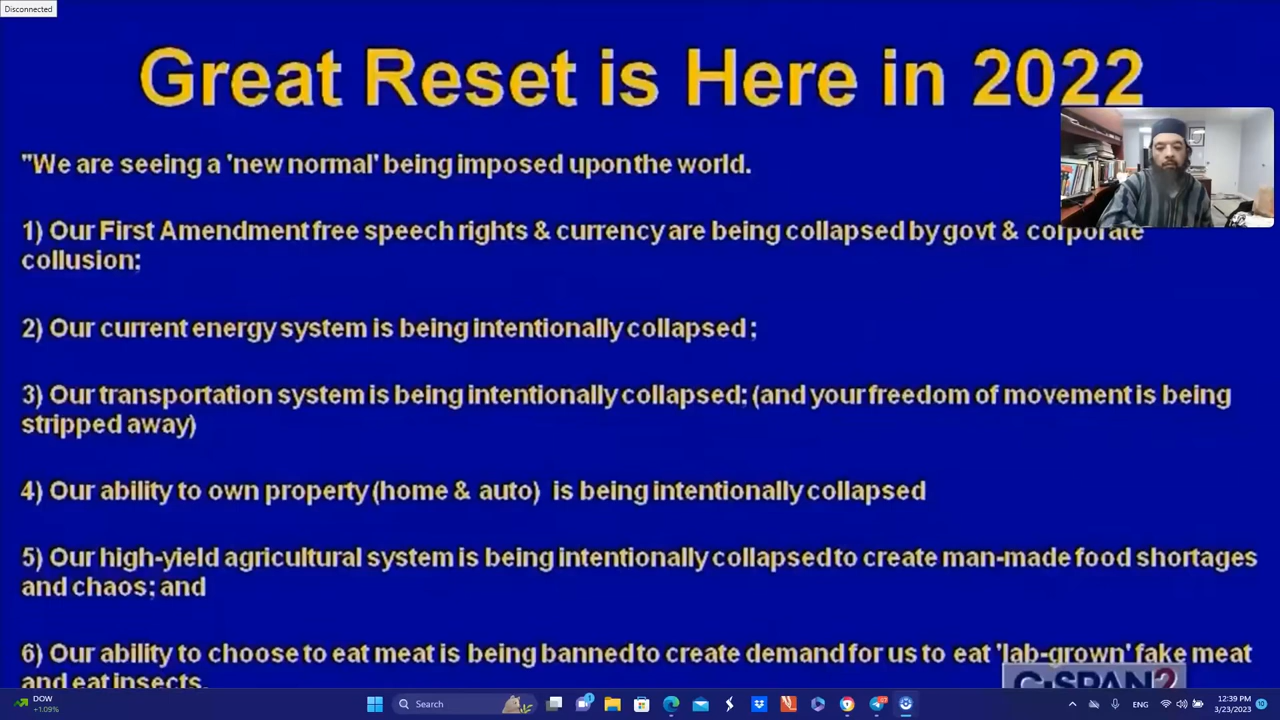 Disconnected
Great Reset is Here in 2022
"We are seeing a 'new normal' being imposed upon the world.
1) Our First Amendment free speech rights & currency are being collapsed by govt & corporate
collusion;
2) Our current energy system is being intentionally collapsed ;
3) Our transportation system is being intentionally collapsed; (and your freedom of movement is being
stripped away)
4) Our ability to own property (home & auto) is being intentionally collapsed
5) Our high-yield agricultural system is being intentionally collapsed to create man-made food shortages
and chaos; and
6) Our ability to choose to eat meat is being banned to create demand for us to eat 'lab-grown' fake meat
and eat insects.
C-SPAN2
DOW
+1.09%
Search
1
ENG
12:39 PM
3/23/2023